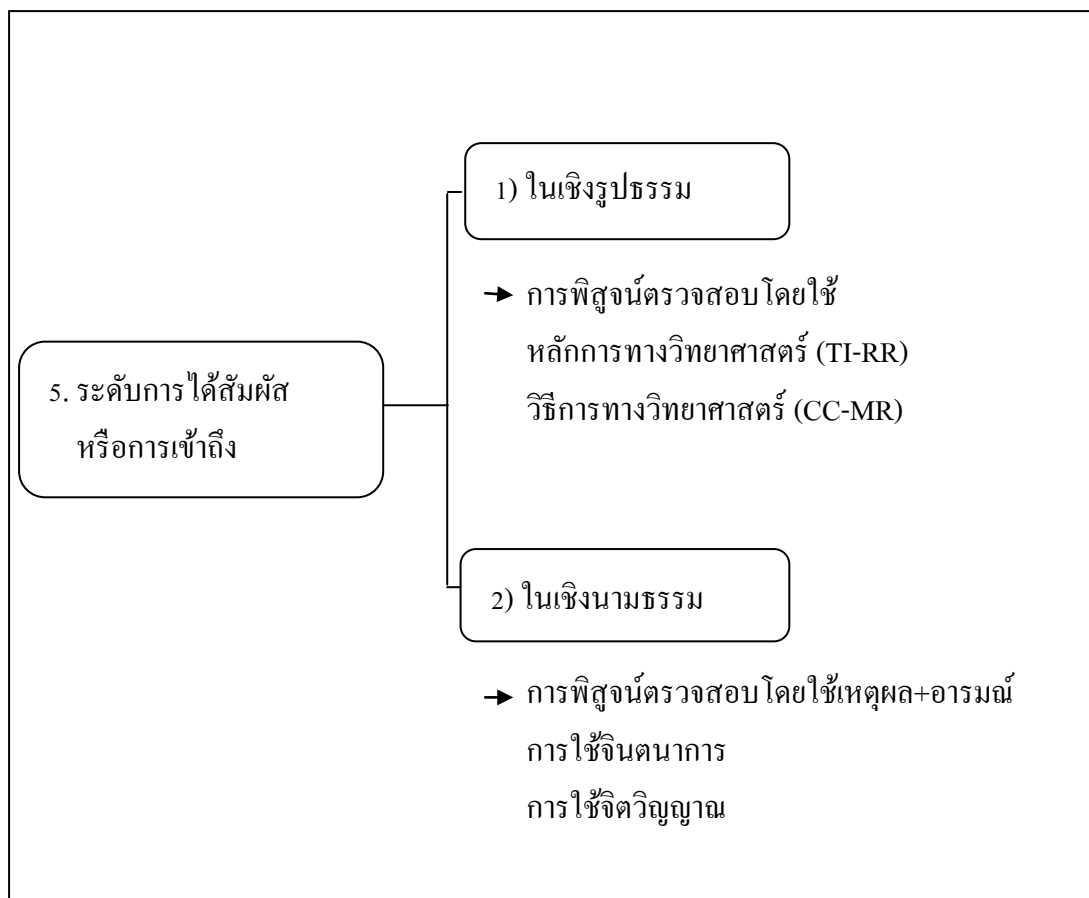 1) ในเชิงรูปธรรม
การพิสูจน์ตรวจสอบโดยใช้
หลักการทางวิทยาศาสตร์ (TI-RR)
วิธีการทางวิทยาศาสตร์ (CC-MR)
5. ระดับการได้สัมผัส
หรือการเข้าถึง
2) ในเชิงนามธรรม
การพิสูจน์ตรวจสอบโดยใช้เหตุผล+อารมณ์
การใช้จินตนาการ
การใช้จิตวิญญาณ